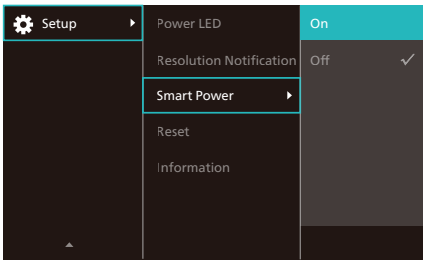 Setup
Power LED
Resolution Notification
Smart Power
Reset
Information
On
Off